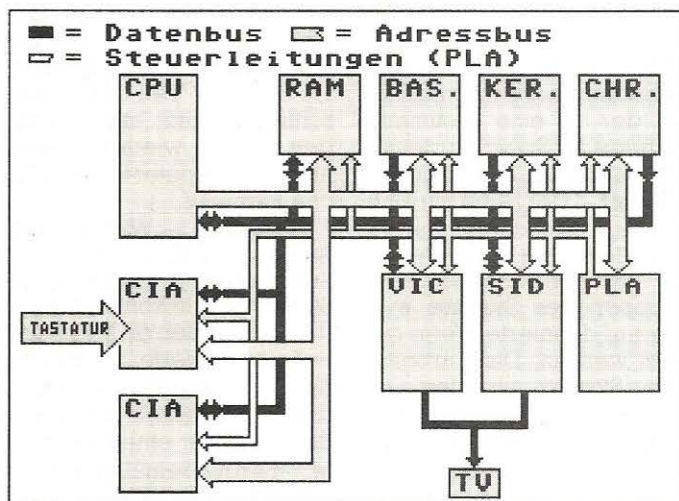 = Datenbus = Adressbus
= Steuerleitungen (PLA)
CPU RAM BAS. KER. CHR.
CIA VIC SID PLA
TASTATUR
CIA
TV